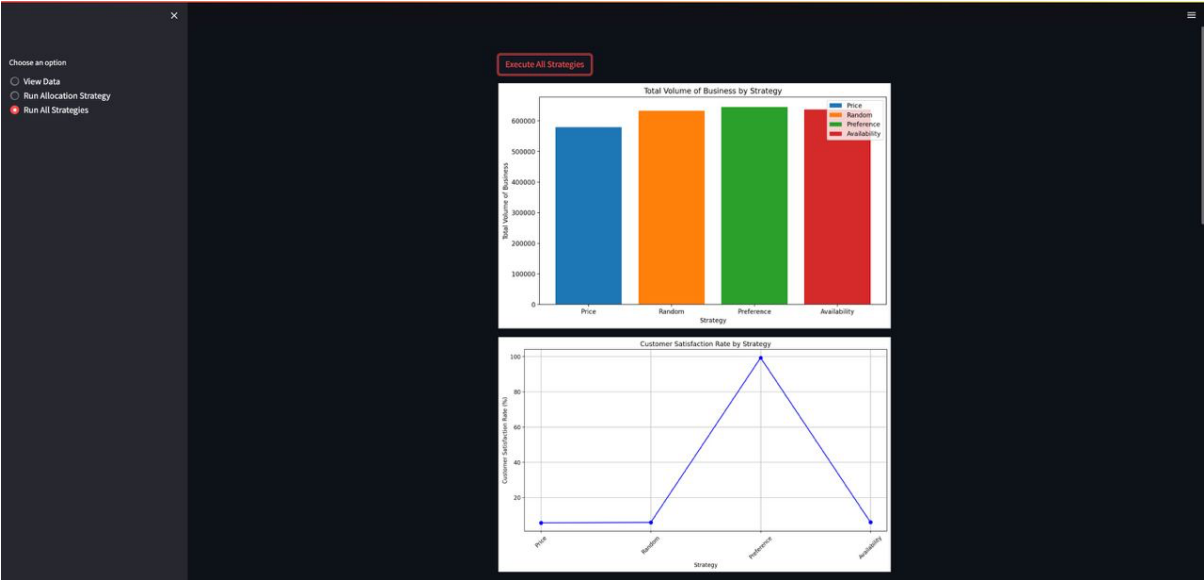 ×
Choose an option
View Data
Run Allocation Strategy
Run All Strategies
Execute All Strategies
Total Volume of Business by Strategy
Price
Random
Preference
Availability
Total Volume of Business
600000
500000
400000
300000
200000
100000
0
Price Random Preference Availability
Strategy
Customer Satisfaction Rate by Strategy
Customer Satisfaction Rate (%)
100
80
60
40
20
Price Random Preference Availability
Strategy